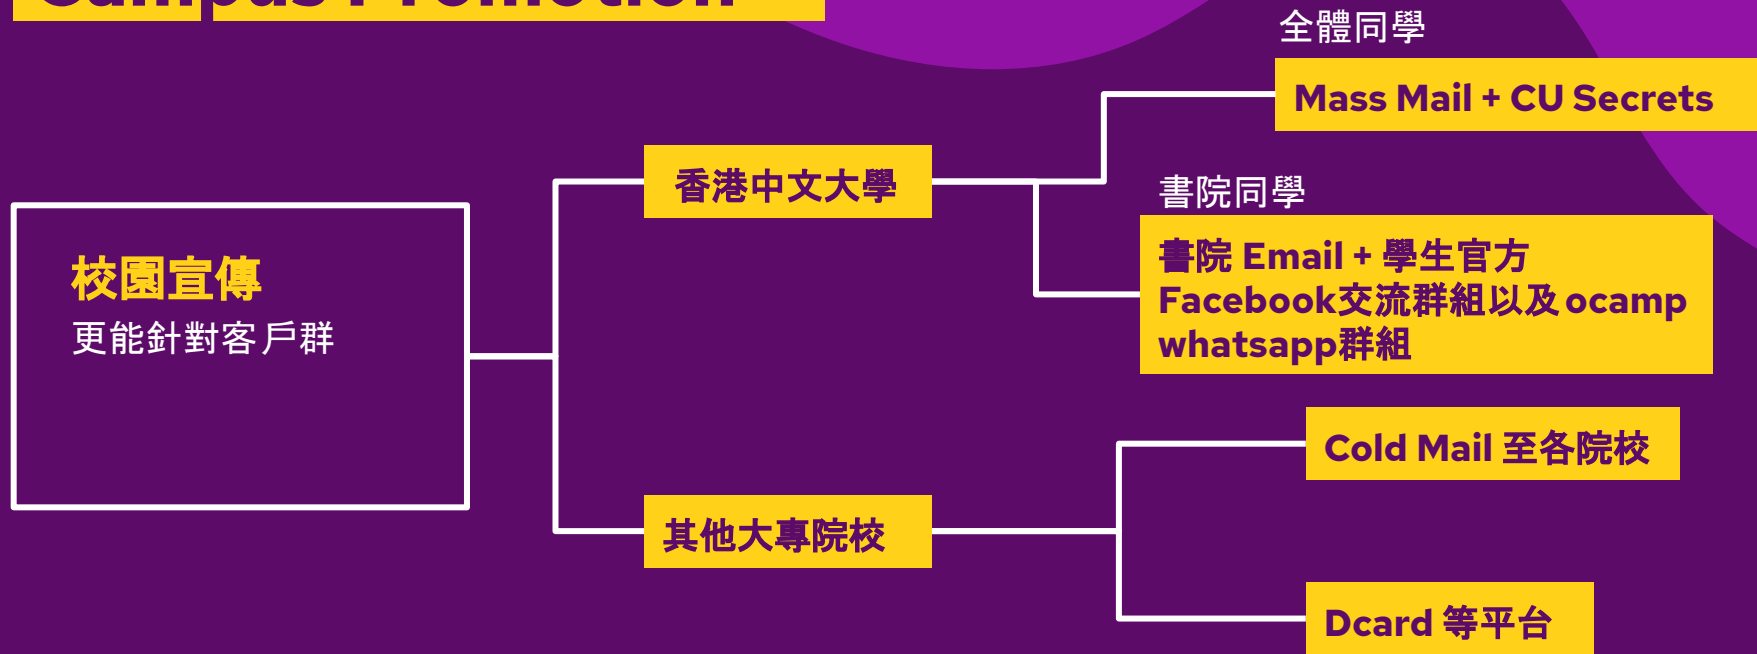 Campus Promotion
全體同學
Mass Mail + CU Secrets
香港中文大學
書院同學
書院 Email + 學生官方
Facebook交流群組以及 ocamp
whatsapp群組
校園宣傳
更能針對客戶群
Cold Mail 至各院校
其他大專院校
Dcard 等平台